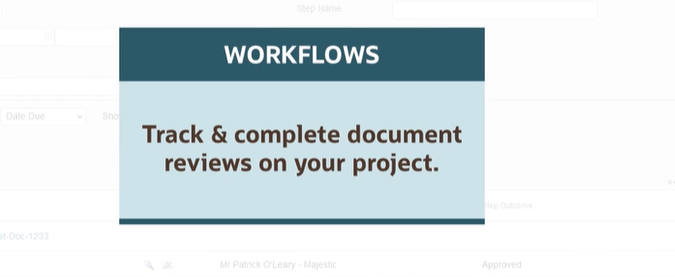 Step Name
WORKFLOWS
Track & complete document
reviews on your project.
Date Due
Sho
Step Outcome
st-Doc-1233
Mr Patrick O'Leary - Majestic
Approved